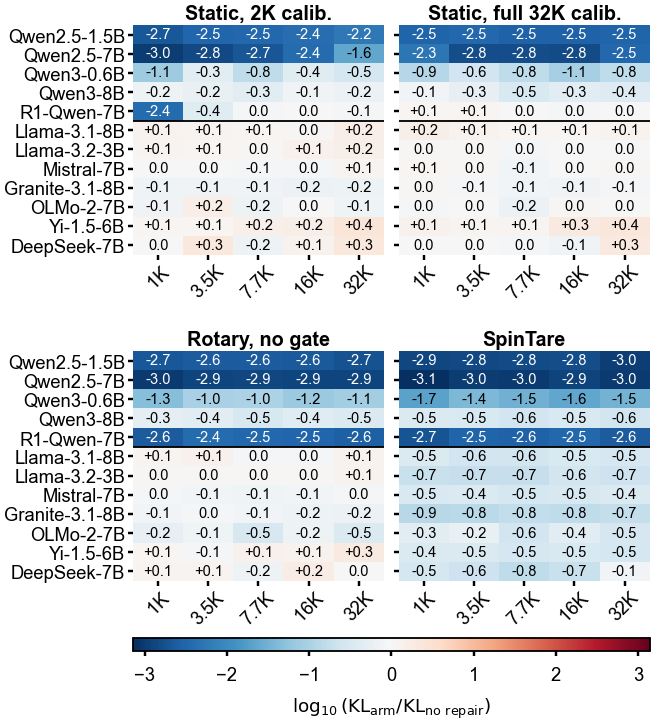 Static, 2K calib.
Static, full 32K calib.
Qwen2.5-1.5B -2.7 -2.5 -2.5 -2.4 -2.2 -2.5 -2.5 -2.5 -2.5 -2.5
Qwen2.5-7B -3.0 -2.8 -2.7 -2.4 -1.6 -2.3 -2.8 -2.8 -2.8 -2.5
Qwen3-0.6B -1.1 -0.3 -0.8 -0.4 -0.5 -0.9 -0.6 -0.8 -1.1 -0.8
Qwen3-8B -0.2 -0.2 -0.3 -0.1 -0.2 -0.1 -0.3 -0.5 -0.3 -0.4
R1-Qwen-7B -2.4 -0.4 0.0 0.0 -0.1 +0.1 +0.1 0.0 0.0 0.0
Llama-3.1-8B +0.1 +0.1 +0.1 0.0 +0.2 +0.2 +0.1 +0.1 +0.1 +0.1
Llama-3.2-3B +0.1 +0.1 0.0 +0.1 +0.2 0.0 0.0 0.0 0.0 0.0
Mistral-7B 0.0 0.0 -0.1 0.0 +0.1 +0.1 0.0 -0.1 0.0 0.0
Granite-3.1-8B -0.1 -0.1 -0.1 -0.2 -0.2 0.0 -0.1 -0.1 -0.1 -0.1
OLMo-2-7B -0.1 +0.2 -0.2 0.0 -0.1 0.0 0.0 -0.2 0.0 0.0
Yi-1.5-6B +0.1 +0.1 +0.2 +0.2 +0.4 +0.1 +0.1 +0.1 +0.3 +0.4
DeepSeek-7B 0.0 +0.3 -0.2 +0.1 +0.3 0.0 0.0 0.0 -0.1 +0.3
1K 3.5K 7.7K 16K 32K 1K 3.5K 7.7K 16K 32K
Rotary, no gate
SpinTare
Qwen2.5-1.5B -2.7 -2.6 -2.6 -2.6 -2.7 -2.9 -2.8 -2.8 -2.8 -3.0
Qwen2.5-7B -3.0 -2.9 -2.9 -2.9 -2.9 -3.1 -3.0 -3.0 -2.9 -3.0
Qwen3-0.6B -1.3 -1.0 -1.0 -1.2 -1.1 -1.7 -1.4 -1.5 -1.6 -1.5
Qwen3-8B -0.3 -0.4 -0.5 -0.4 -0.5 -0.5 -0.5 -0.6 -0.5 -0.6
R1-Qwen-7B -2.6 -2.4 -2.5 -2.5 -2.6 -2.7 -2.5 -2.6 -2.5 -2.6
Llama-3.1-8B +0.1 +0.1 0.0 0.0 +0.1 -0.5 -0.6 -0.6 -0.5 -0.5
Llama-3.2-3B 0.0 0.0 0.0 0.0 +0.1 -0.7 -0.7 -0.7 -0.6 -0.7
Mistral-7B 0.0 -0.1 -0.1 -0.1 0.0 -0.5 -0.4 -0.5 -0.5 -0.4
Granite-3.1-8B -0.1 0.0 -0.1 -0.2 -0.2 -0.9 -0.8 -0.8 -0.8 -0.7
OLMo-2-7B -0.2 -0.1 -0.5 -0.2 -0.5 -0.3 -0.2 -0.6 -0.4 -0.5
Yi-1.5-6B +0.1 -0.1 +0.1 +0.1 +0.3 -0.4 -0.5 -0.5 -0.5 -0.5
DeepSeek-7B +0.1 +0.1 -0.2 +0.2 0.0 -0.5 -0.6 -0.8 -0.7 -0.1
1K 3.5K 7.7K 16K 32K 1K 3.5K 7.7K 16K 32K
−3 −2 −1 0 1 2 3
log₁₀ (KL_arm/KL_no repair)